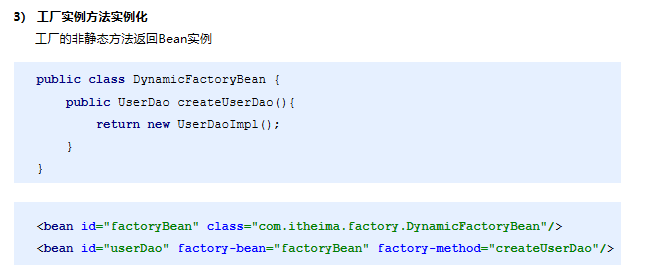 3） 工厂实例方法实例化
工厂的非静态方法返回Bean实例
public class DynamicFactoryBean {
    public UserDao createUserDao(){
        return new UserDaoImpl();
    }
}
<bean id="factoryBean" class="com.itheima.factory.DynamicFactoryBean"/>
<bean id="userDao" factory-bean="factoryBean" factory-method="createUserDao"/>